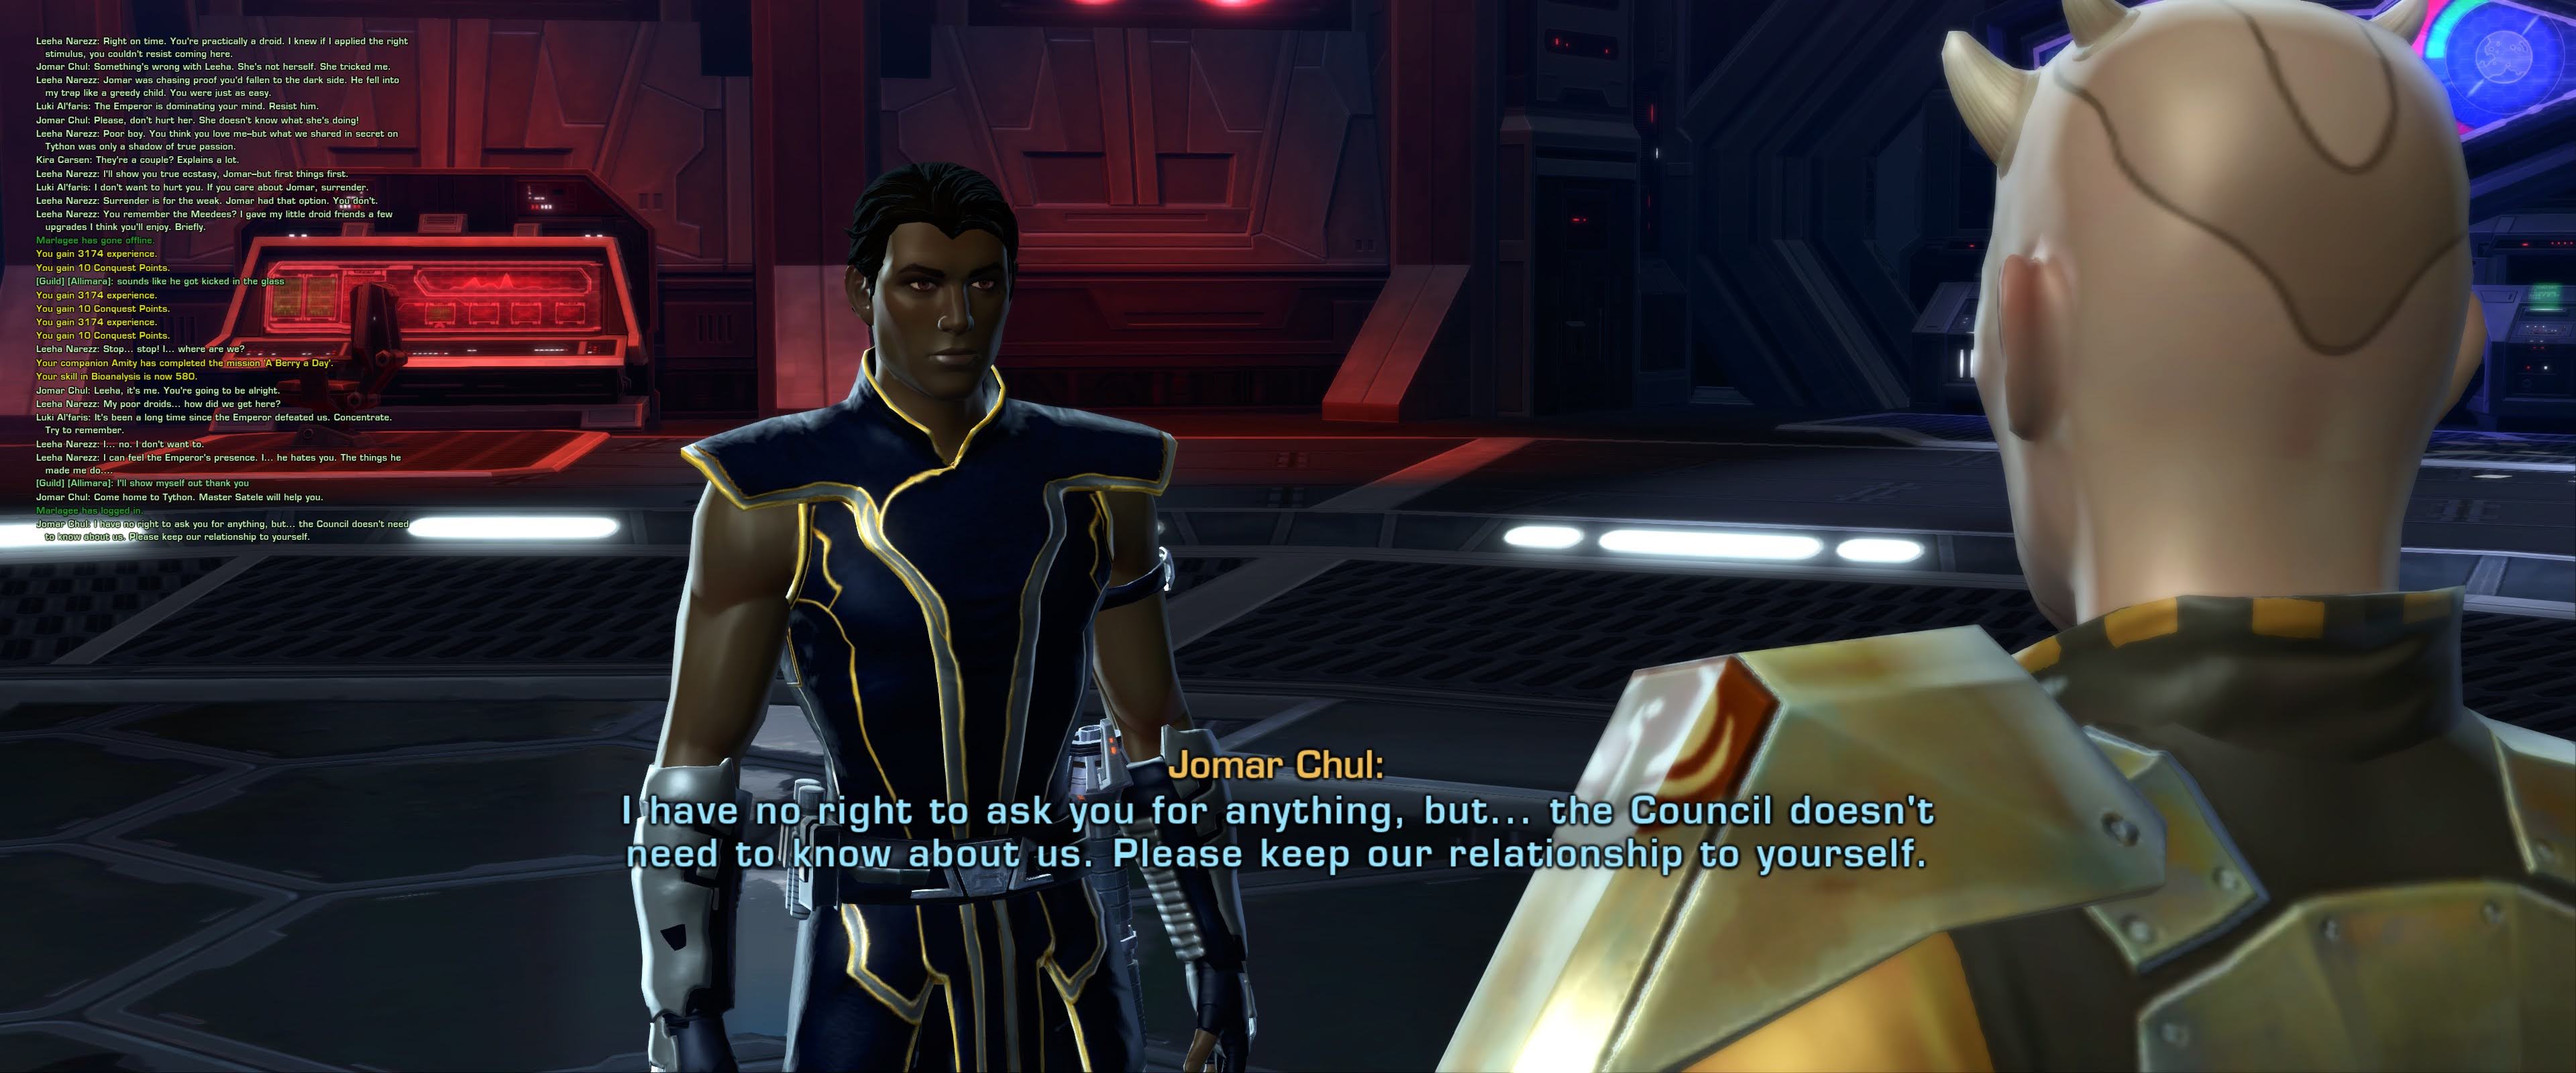 Leeha Narezz: Right on time. You're practically a droid. I knew if I applied the right
stimulus, you couldn't resist coming here.
Jomar Chul: Something's wrong with Leeha. She's not herself. She tricked me.
Leeha Narezz: Jomar was chasing proof you'd fallen to the dark side. He fell into
my trap like a greedy child. You were just as easy.
Luki Al'faris: The Emperor is dominating your mind. Resist him.
Jomar Chul: Please, don't hurt her. She doesn't know what she's doing!
Leeha Narezz: Poor boy. You think you love me–but what we shared in secret on
Tython was only a shadow of true passion.
Kira Carsen: They're a couple? Explains a lot.
Leeha Narezz: I'll show you true ecstasy, Jomar–but first things first.
Luki Al'faris: I don't want to hurt you. If you care about Jomar, surrender.
Leeha Narezz: Surrender is for the weak. Jomar had that option. You don't.
Leeha Narezz: You remember the Meedees? I gave my little droid friends a few
upgrades I think you'll enjoy. Briefly.
Marlagee has gone offline.
You gain 3174 experience.
You gain 10 Conquest Points.
[Guild] [Allimara]: sounds like he got kicked in the glass
You gain 3174 experience.
You gain 10 Conquest Points.
You gain 3174 experience.
You gain 10 Conquest Points.
Leeha Narezz: Stop... stop! I... where are we?
Your companion Amity has completed the mission 'A Berry a Day'.
Your skill in Bioanalysis is now 580.
Jomar Chul: Leeha, it's me. You're going to be alright.
Leeha Narezz: My poor droids... how did we get here?
Luki Al'faris: It's been a long time since the Emperor defeated us. Concentrate.
Try to remember.
Leeha Narezz: I... no. I don't want to.
Leeha Narezz: I can feel the Emperor's presence. I... he hates you. The things he
made me do....
[Guild] [Allimara]: I'll show myself out thank you
Jomar Chul: Come home to Tython. Master Satele will help you.
Marlagee has logged in.
Jomar Chul: I have no right to ask you for anything, but... the Council doesn't need
to know about us. Please keep our relationship to yourself.
Jomar Chul:
I have no right to ask you for anything, but... the Council doesn't
need to know about us. Please keep our relationship to yourself.